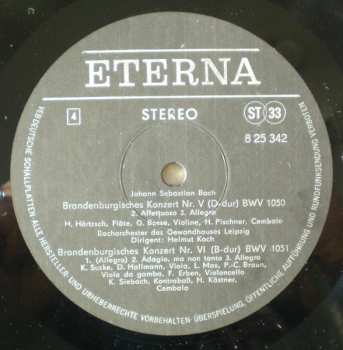 ETERNA
4
STEREO
ST 33
8 25 342
Johann Sebastian Bach
Brandenburgisches Konzert Nr. V (D-dur) BWV 1050
2. Affettuoso 3. Allegro
H. Hörtzsch, Flöte, G. Bosse, Violine, H. Pischner, Cembalo
Bachorchester des Gewandhauses Leipzig
Dirigent: Helmut Koch
Brandenburgisches Konzert Nr. VI (B-dur) BWV 1051
1. (Allegro) 2. Adagio, ma non tanto 3. Allegro
K. Suske, D. Hallmann, Viola, L. Max, P.-C. Braun,
Viola da gamba, F. Erben, Violoncello
K. Siebach, Kontrabaß, H. Kästner,
Cembalo
VEB DEUTSCHE SCHALLPLATTEN · ALLE HERSTELLER- UND URHEBERRECHTE VORBEHALTEN · ÜBERSPIELUNG, ÖFFENTLICHE AUFFÜHRUNG UND RUNDFUNKSENDUNG VERBOTEN